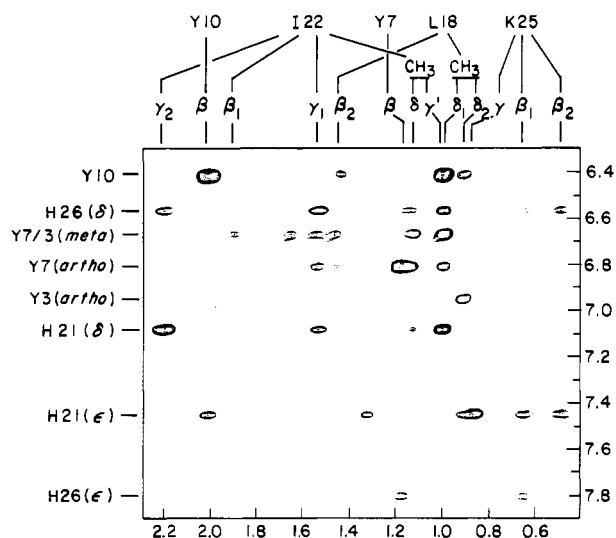 Y10 I22 Y7 L18 K25
CH₃ CH₃
γ₂ β β₁ γ₁ β₂ β δ γ' δ₁ δ₂ γ β₁ β₂
Y10 6.4
H26(δ) 6.6
Y7/3(meta)
Y7(artho) 6.8
Y3(artho) 7.0
H21(δ)
7.2
H21(ε) 7.4
7.6
H26(ε) 7.8
2.2 2.0 1.8 1.6 1.4 1.2 1.0 0.8 0.6